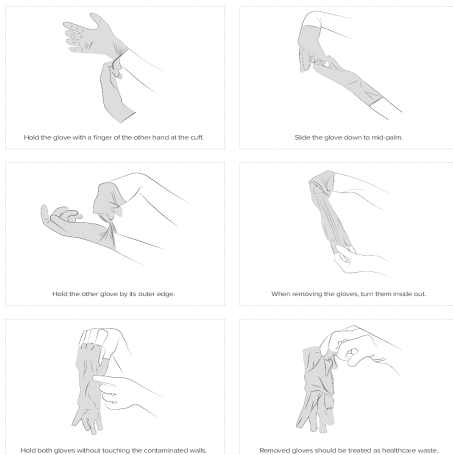 Hold the glove with a finger of the other hand at the cuff.
Slide the glove down to mid-palm.
Hold the other glove by its outer edge.
When removing the gloves, turn them inside out.
Hold both gloves without touching the contaminated walls.
Removed gloves should be treated as healthcare waste.